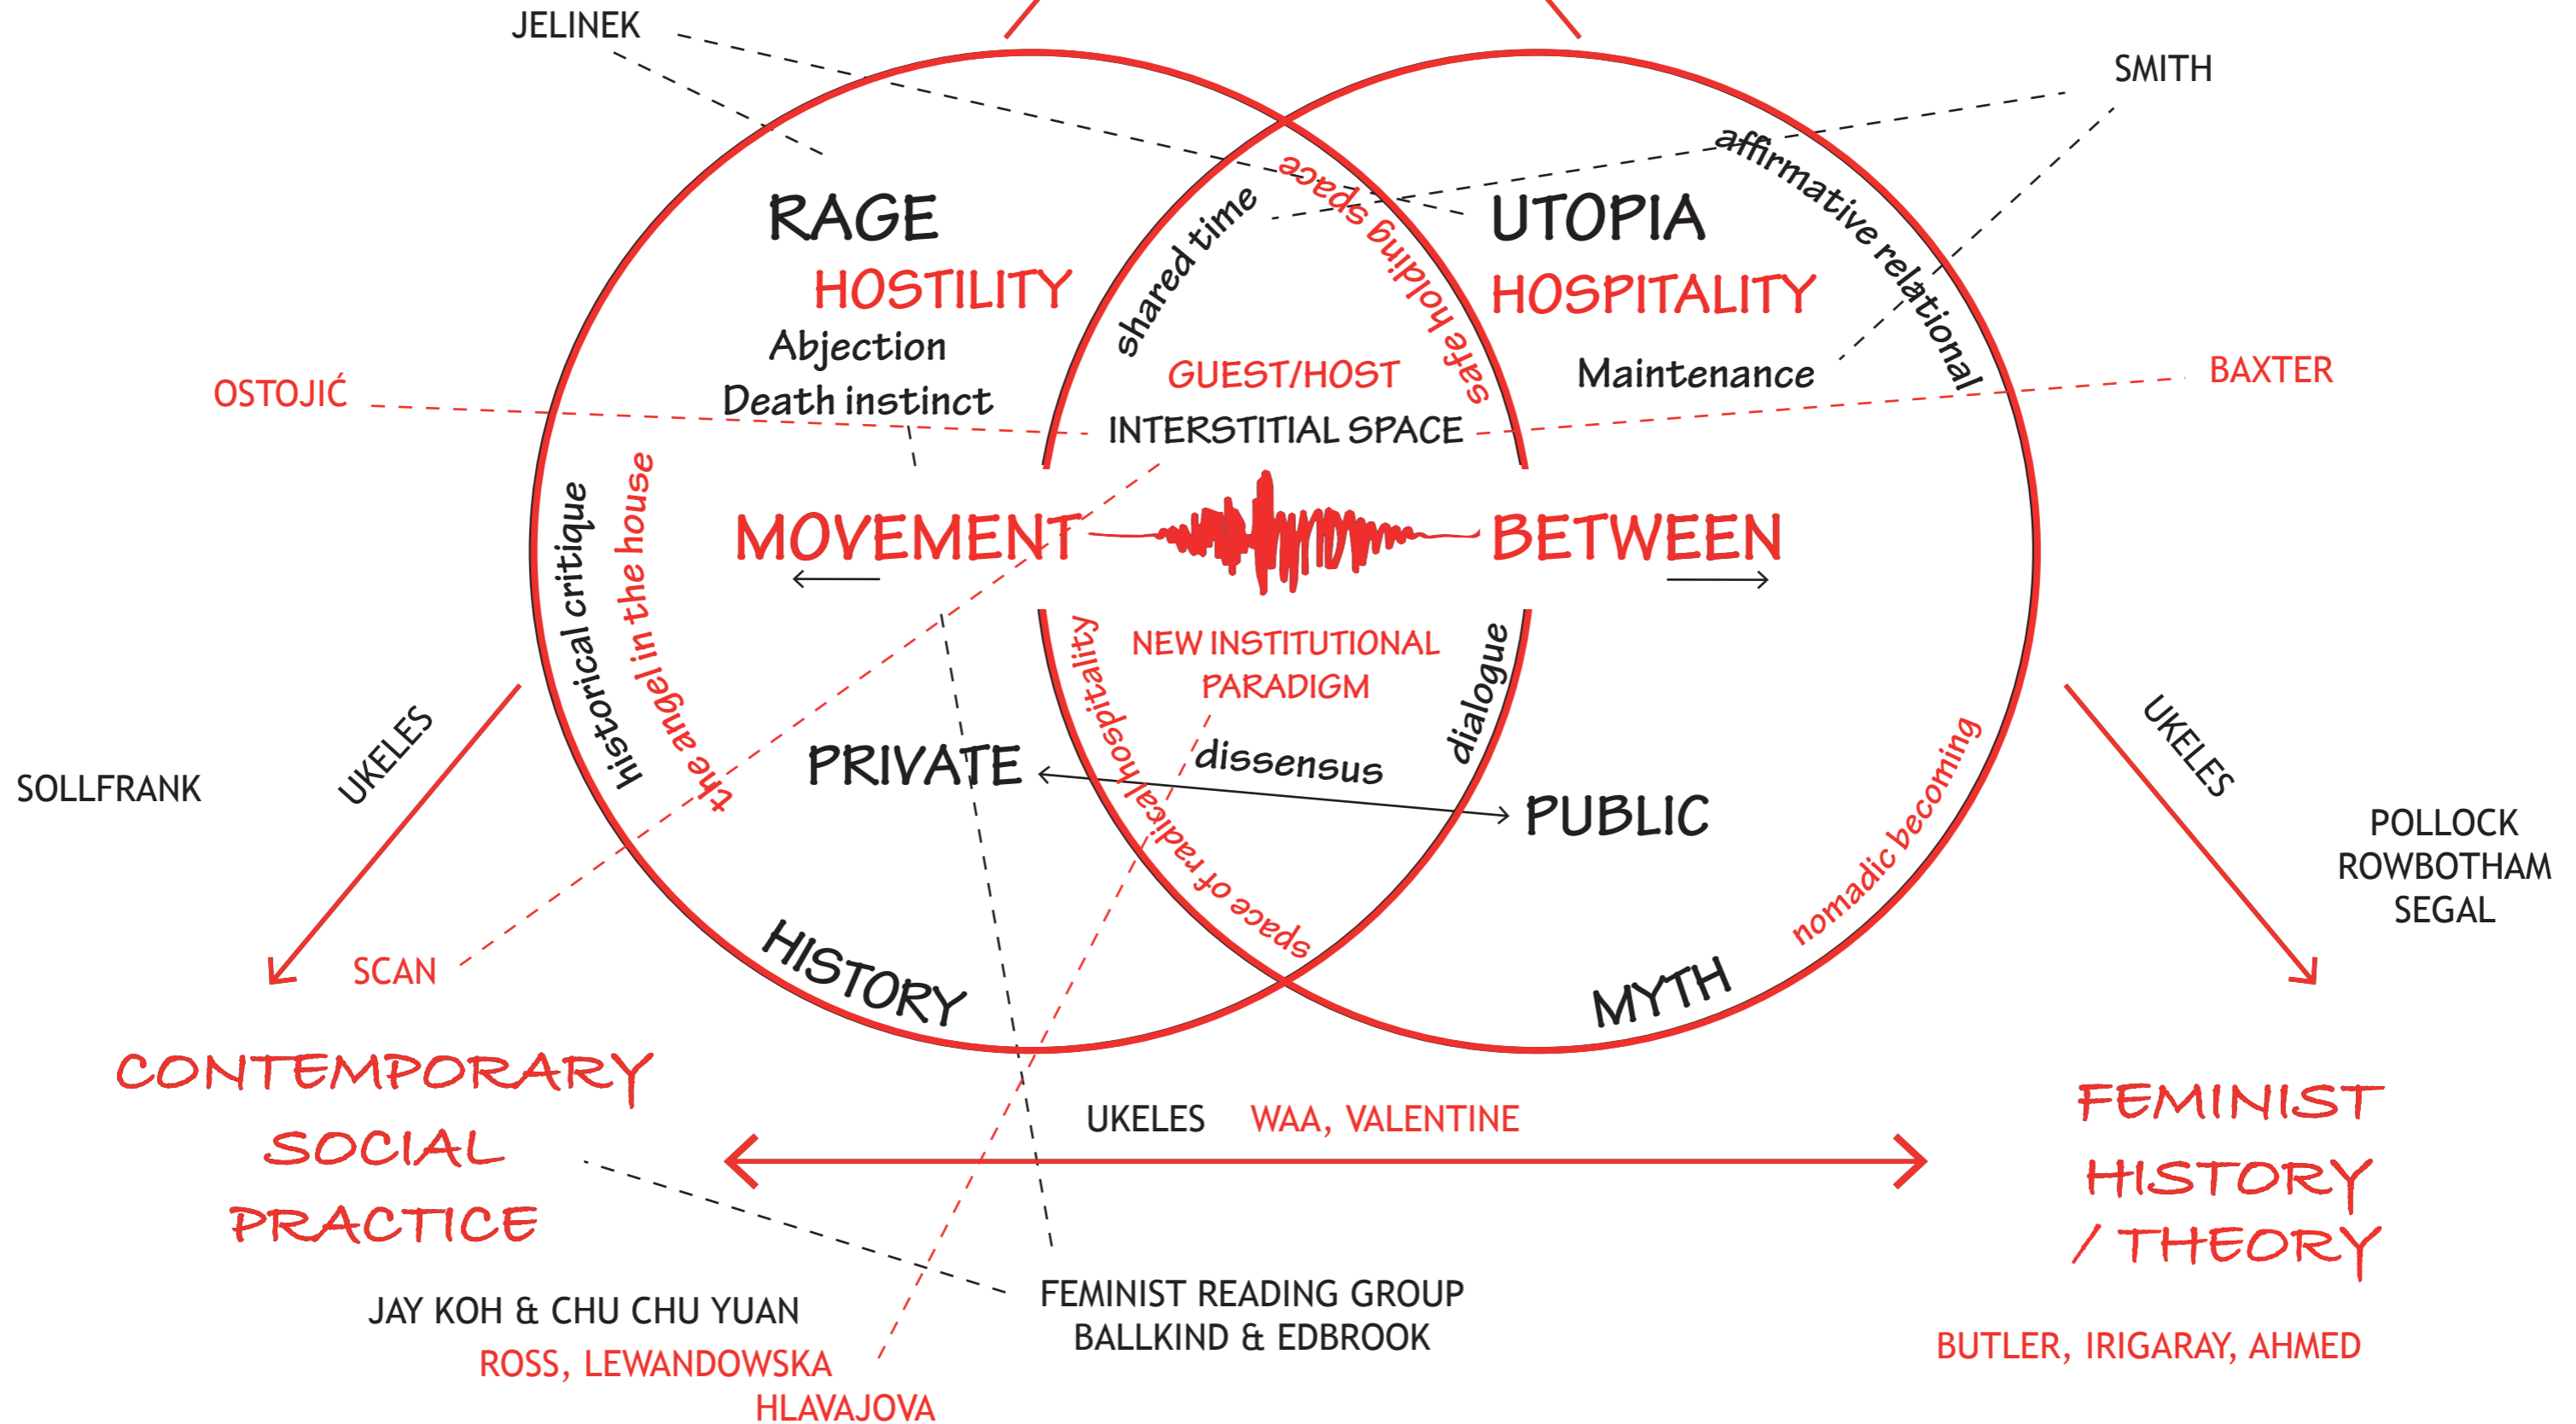 JELINEK
SMITH
affirmative relational
safe holding space
shared time
RAGE
UTOPIA
HOSTILITY
HOSPITALITY
Abjection
Death instinct
GUEST/HOST
Maintenance
BAXTER
OSTOJIĆ
INTERSTITIAL SPACE
historical critique
the angel in the house
MOVEMENT
BETWEEN
NEW INSTITUTIONAL
PARADIGM
space of radical hospitality
dialogue
dissensus
PRIVATE
PUBLIC
nomadic becoming
UKELES
UKELES
SOLLFRANK
POLLOCK
ROWBOTHAM
SEGAL
HISTORY
MYTH
SCAN
CONTEMPORARY
SOCIAL
PRACTICE
UKELES WAA, VALENTINE
FEMINIST
HISTORY
/ THEORY
JAY KOH & CHU CHU YUAN
ROSS, LEWANDOWSKA
HLAVAJOVA
FEMINIST READING GROUP
BALLKIND & EDBROOK
BUTLER, IRIGARAY, AHMED